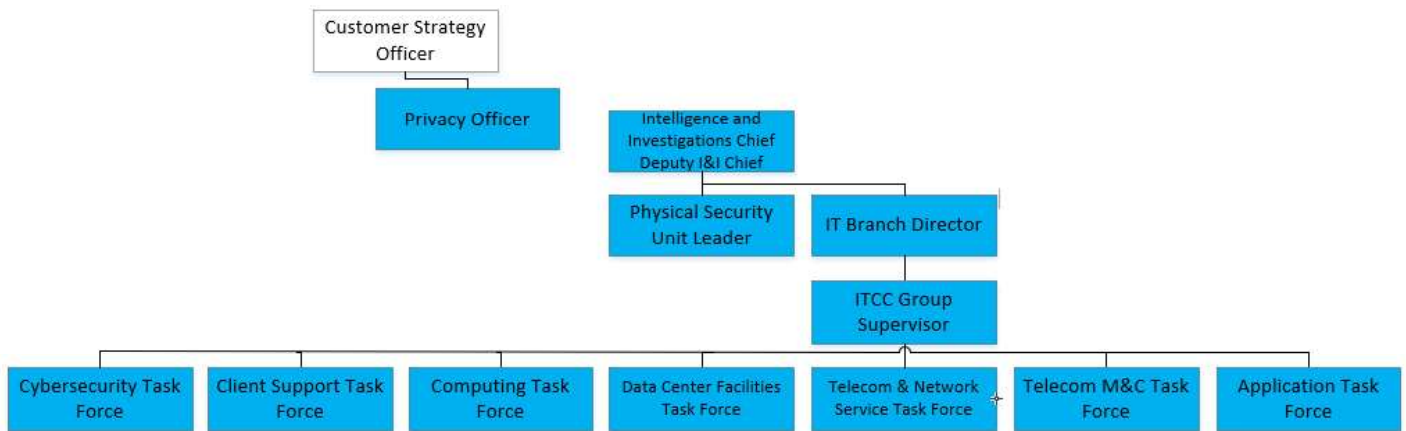 Customer Strategy
Officer
Privacy Officer
Intelligence and
Investigations Chief
Deputy I&I Chief
Physical Security
Unit Leader
IT Branch Director
ITCC Group
Supervisor
Cybersecurity Task
Force
Client Support Task
Force
Computing Task
Force
Data Center Facilities
Task Force
Telecom & Network
Service Task Force
Telecom M&C Task
Force
Application Task
Force